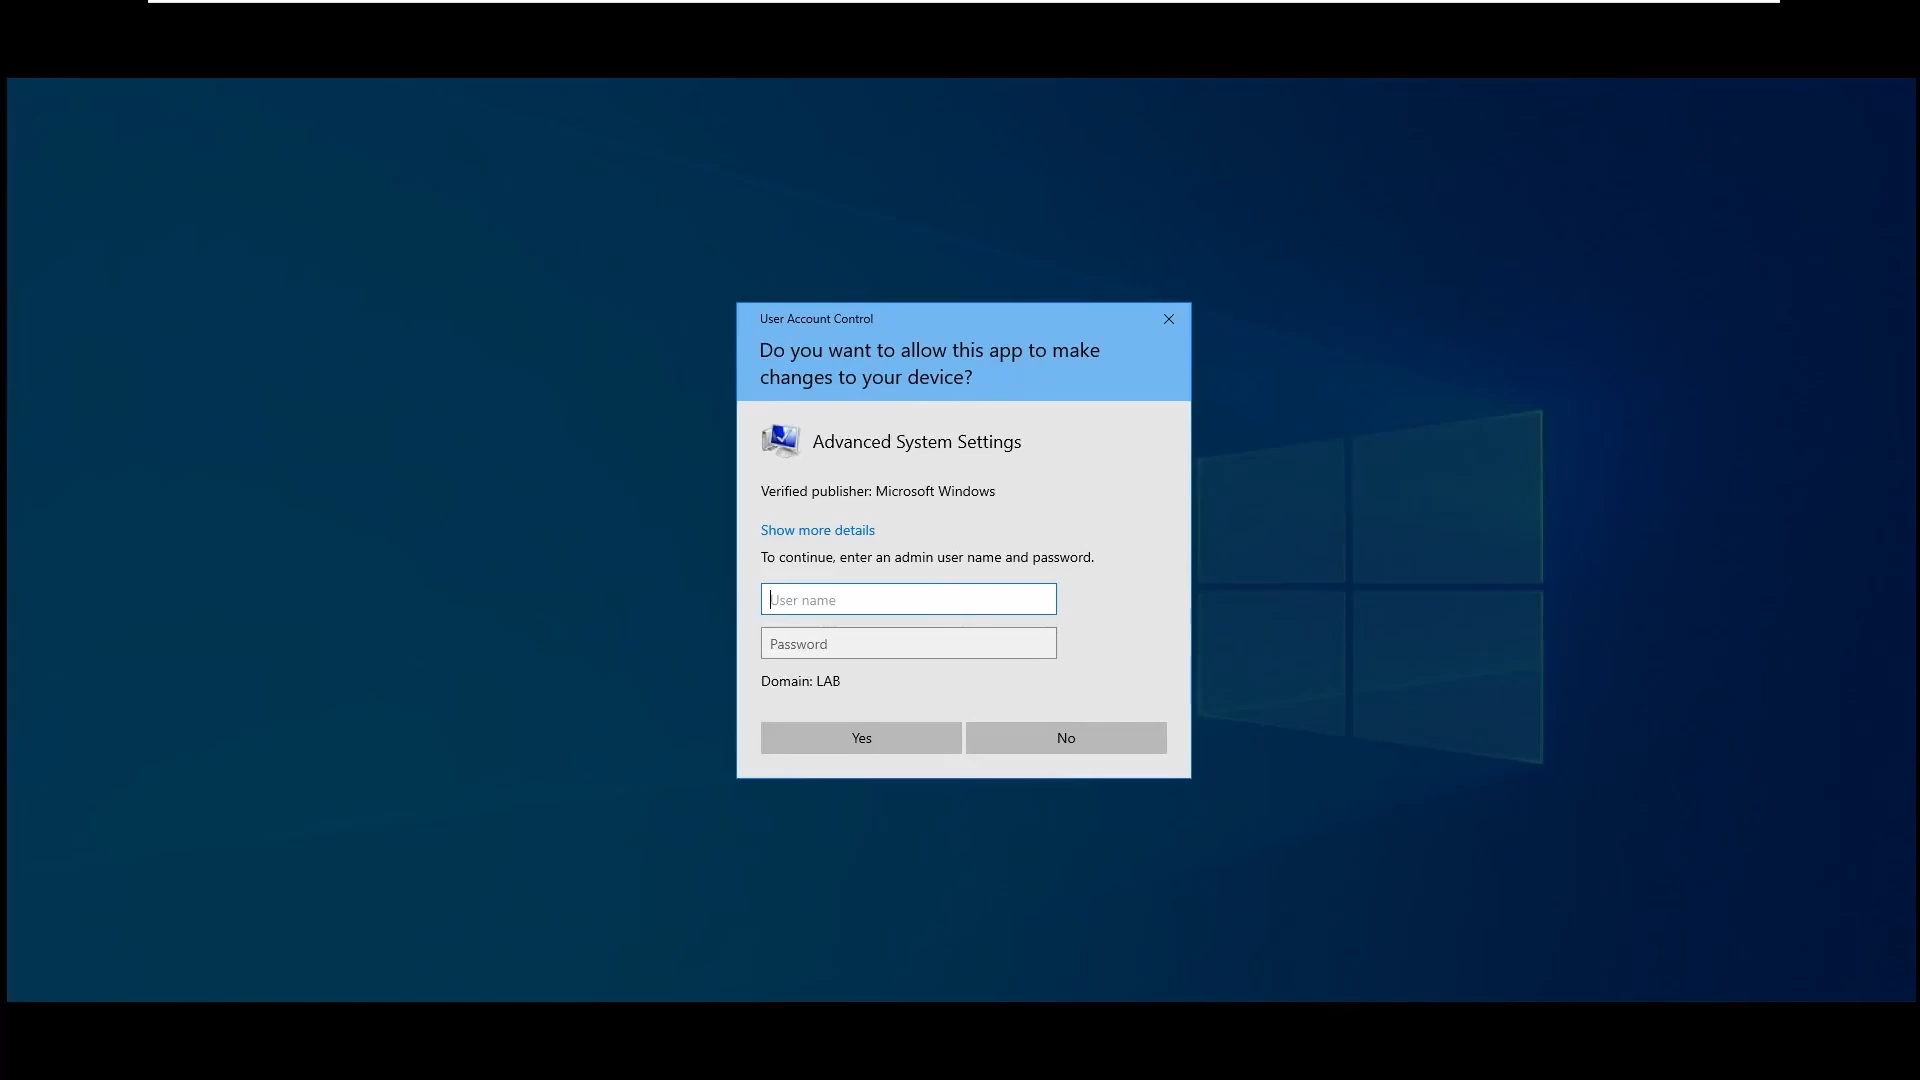 User Account Control
Do you want to allow this app to make
changes to your device?
Advanced System Settings
Verified publisher: Microsoft Windows
Show more details
To continue, enter an admin user name and password.
User name
Password
Domain: LAB
Yes
No